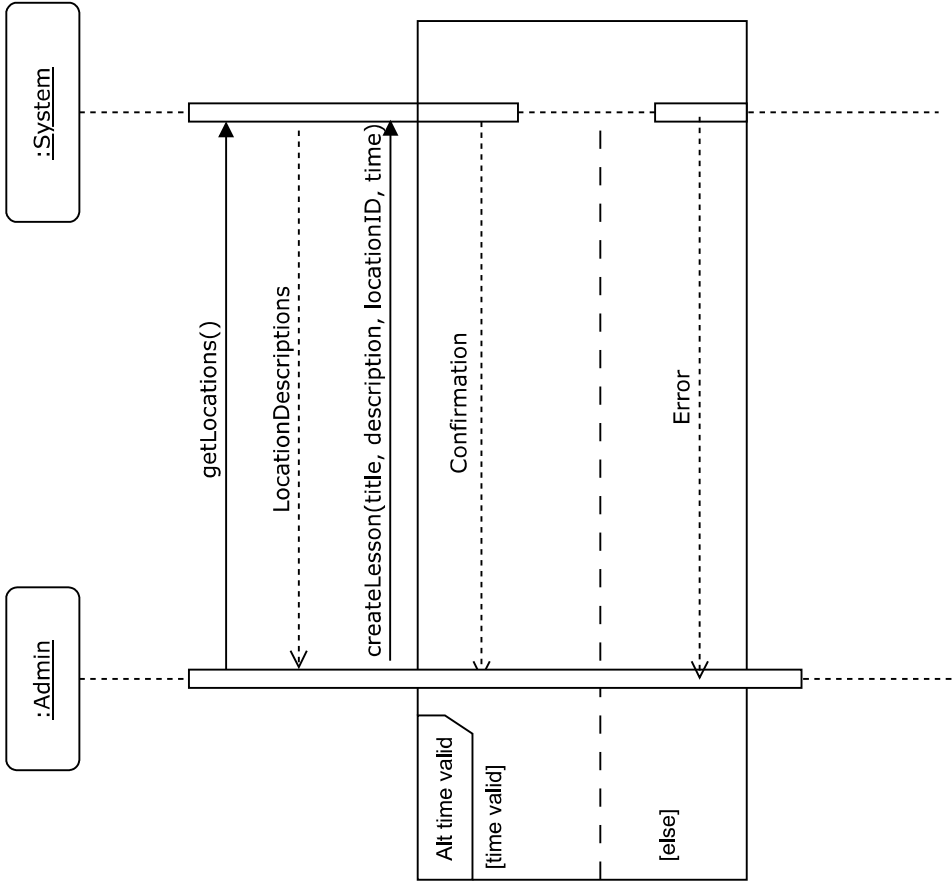 :Admin
:System
getLocations()
LocationDescriptions
createLesson(title, description, locationID, time)
Alt time valid
[time valid]
Confirmation
[else]
Error